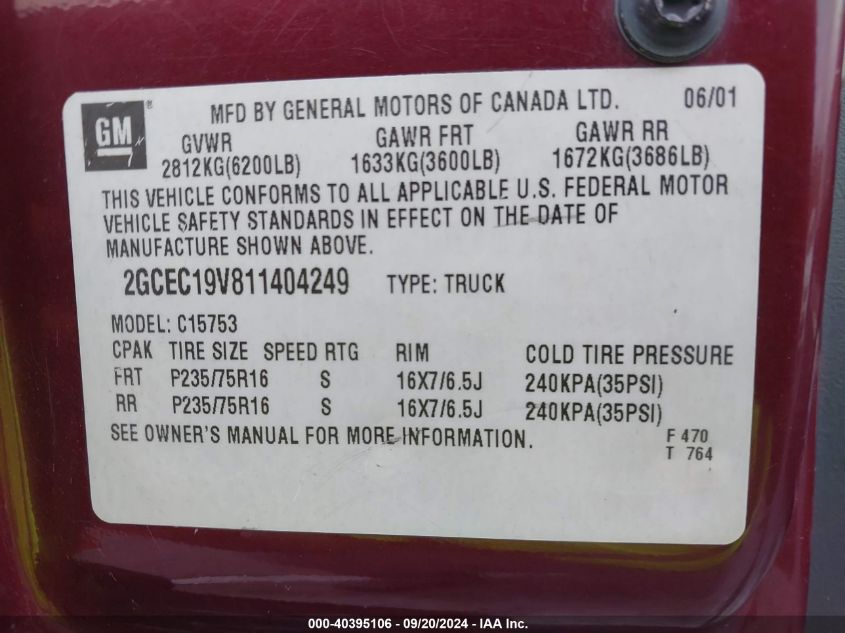 GM ®
MFD BY GENERAL MOTORS OF CANADA LTD. 06/01
GVWR GAWR FRT GAWR RR
2812KG(6200LB) 1633KG(3600LB) 1672KG(3686LB)
THIS VEHICLE CONFORMS TO ALL APPLICABLE U.S. FEDERAL MOTOR
VEHICLE SAFETY STANDARDS IN EFFECT ON THE DATE OF
MANUFACTURE SHOWN ABOVE.
2GCEC19V811404249 TYPE: TRUCK
MODEL: C15753
CPAK TIRE SIZE SPEED RTG RIM COLD TIRE PRESSURE
FRT P235/75R16 S 16X7/6.5J 240KPA(35PSI)
RR P235/75R16 S 16X7/6.5J 240KPA(35PSI)
SEE OWNER'S MANUAL FOR MORE INFORMATION.
F 470
T 764
000-40395106 - 09/20/2024 - IAA Inc.